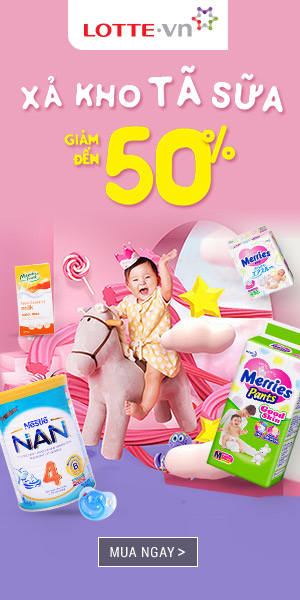 LOTTE.vn
XẢ KHO TÃ SỮA
GIẢM
ĐẾN
50%
Merries
Nestlé
NAN
4
Merries
Pants
Good
Skin
M
MUA NGAY >